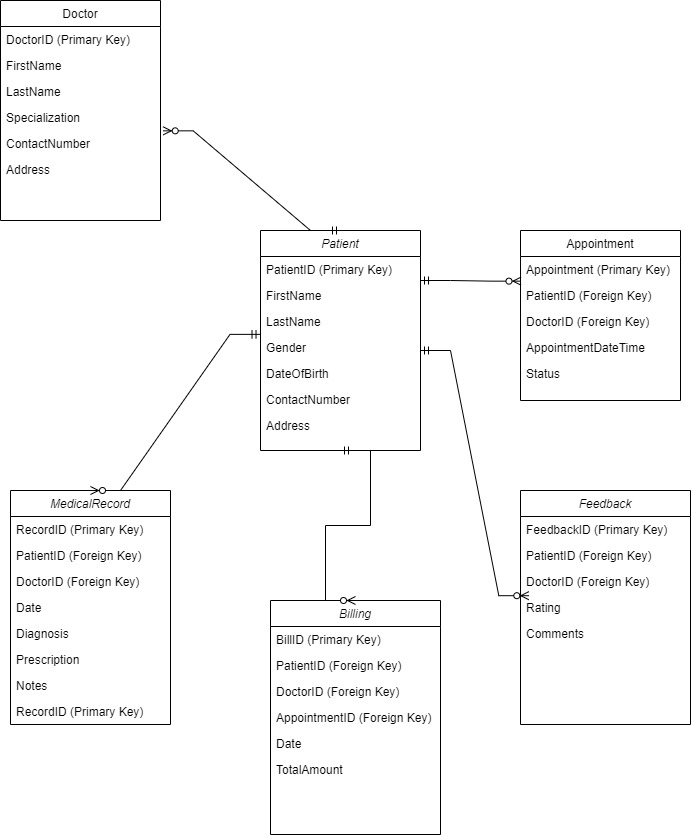 Doctor
DoctorID (Primary Key)
FirstName
LastName
Specialization
ContactNumber
Address
Patient
PatientID (Primary Key)
FirstName
LastName
Gender
DateOfBirth
ContactNumber
Address
Appointment
Appointment (Primary Key)
PatientID (Foreign Key)
DoctorID (Foreign Key)
AppointmentDateTime
Status
MedicalRecord
RecordID (Primary Key)
PatientID (Foreign Key)
DoctorID (Foreign Key)
Date
Diagnosis
Prescription
Notes
RecordID (Primary Key)
Billing
BillID (Primary Key)
PatientID (Foreign Key)
DoctorID (Foreign Key)
AppointmentID (Foreign Key)
Date
TotalAmount
Feedback
FeedbackID (Primary Key)
PatientID (Foreign Key)
DoctorID (Foreign Key)
Rating
Comments